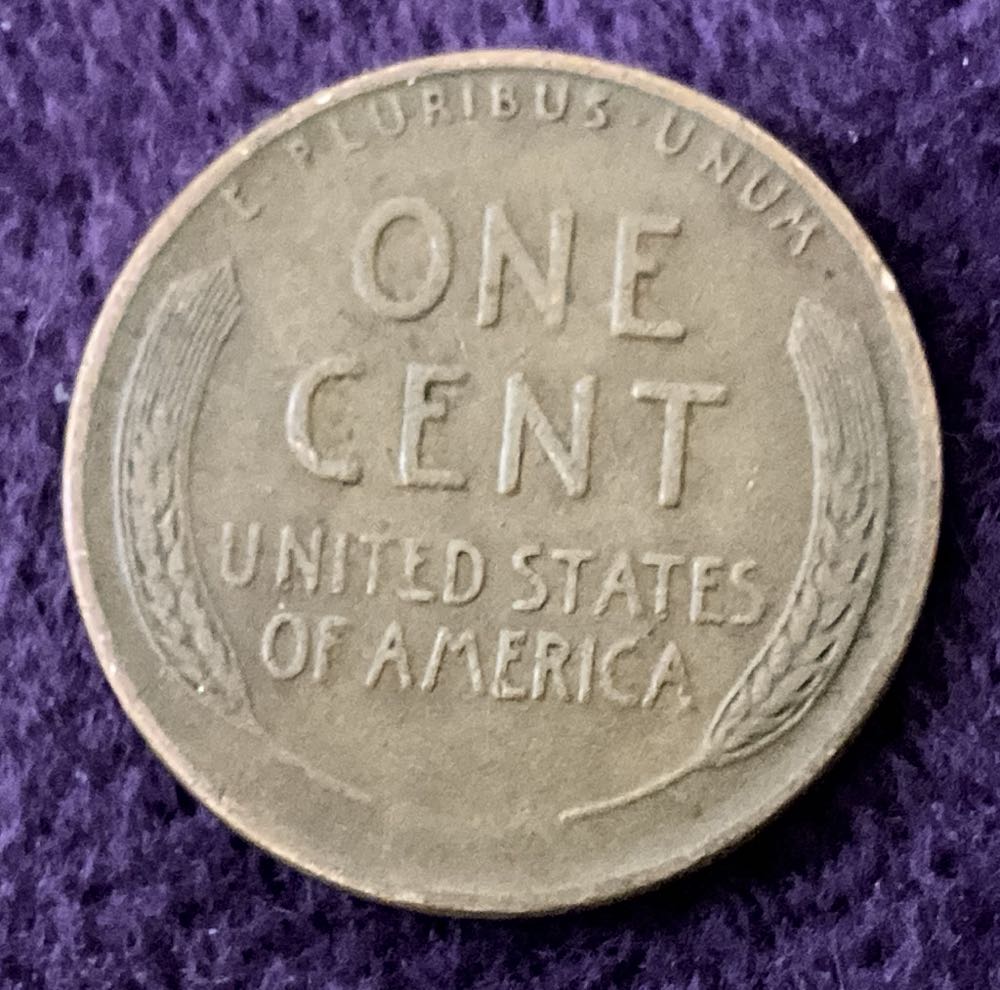 E · PLURIBUS · UNUM ·
ONE
CENT
UNITED STATES
OF AMERICA